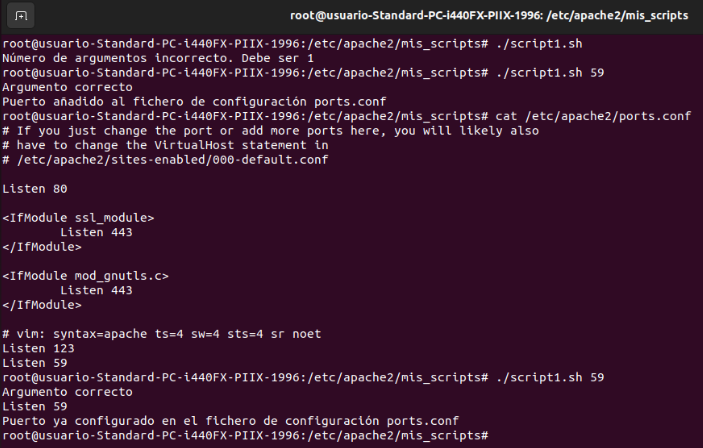 root@usuario-Standard-PC-i440FX-PIIX-1996: /etc/apache2/mis_scripts
root@usuario-Standard-PC-i440FX-PIIX-1996:/etc/apache2/mis_scripts# ./script1.sh
Número de argumentos incorrecto. Debe ser 1
root@usuario-Standard-PC-i440FX-PIIX-1996:/etc/apache2/mis_scripts# ./script1.sh 59
Argumento correcto
Puerto añadido al fichero de configuración ports.conf
root@usuario-Standard-PC-i440FX-PIIX-1996:/etc/apache2/mis_scripts# cat /etc/apache2/ports.conf
# If you just change the port or add more ports here, you will likely also
# have to change the VirtualHost statement in
# /etc/apache2/sites-enabled/000-default.conf

Listen 80

<IfModule ssl_module>
        Listen 443
</IfModule>

<IfModule mod_gnutls.c>
        Listen 443
</IfModule>

# vim: syntax=apache ts=4 sw=4 sts=4 sr noet
Listen 123
Listen 59
root@usuario-Standard-PC-i440FX-PIIX-1996:/etc/apache2/mis_scripts# ./script1.sh 59
Argumento correcto
Listen 59
Puerto ya configurado en el fichero de configuración ports.conf
root@usuario-Standard-PC-i440FX-PIIX-1996:/etc/apache2/mis_scripts#